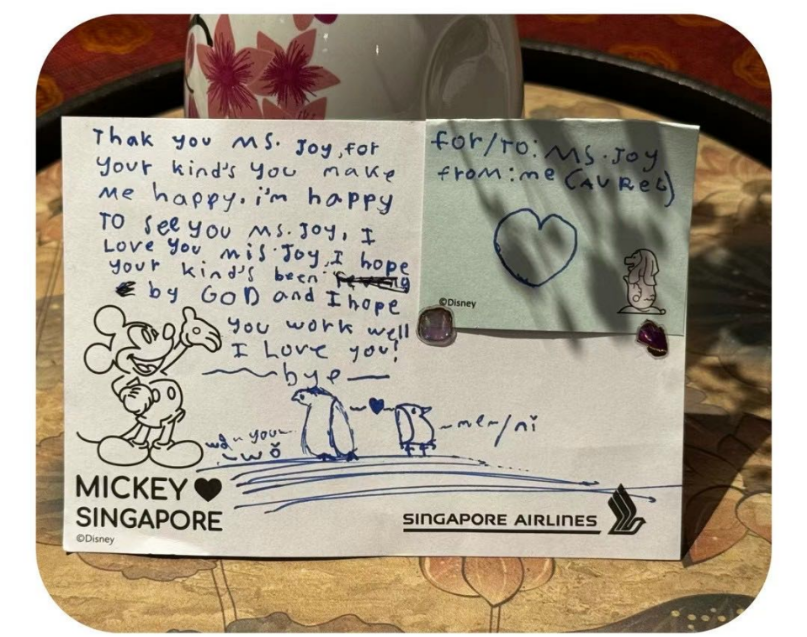 Thak you MS. Joy, for
your kind's you make
me happy. i'm happy
TO see you MS. Joy, I
Love you mis Joy, I hope
your kind's been
by GOD and I hope
you work well
I Love you!
bye
for/TO: MS. Joy
from: me (AUREL)
©Disney
you
wǒ
me/nǐ
MICKEY ♥
SINGAPORE
©Disney
SINGAPORE AIRLINES